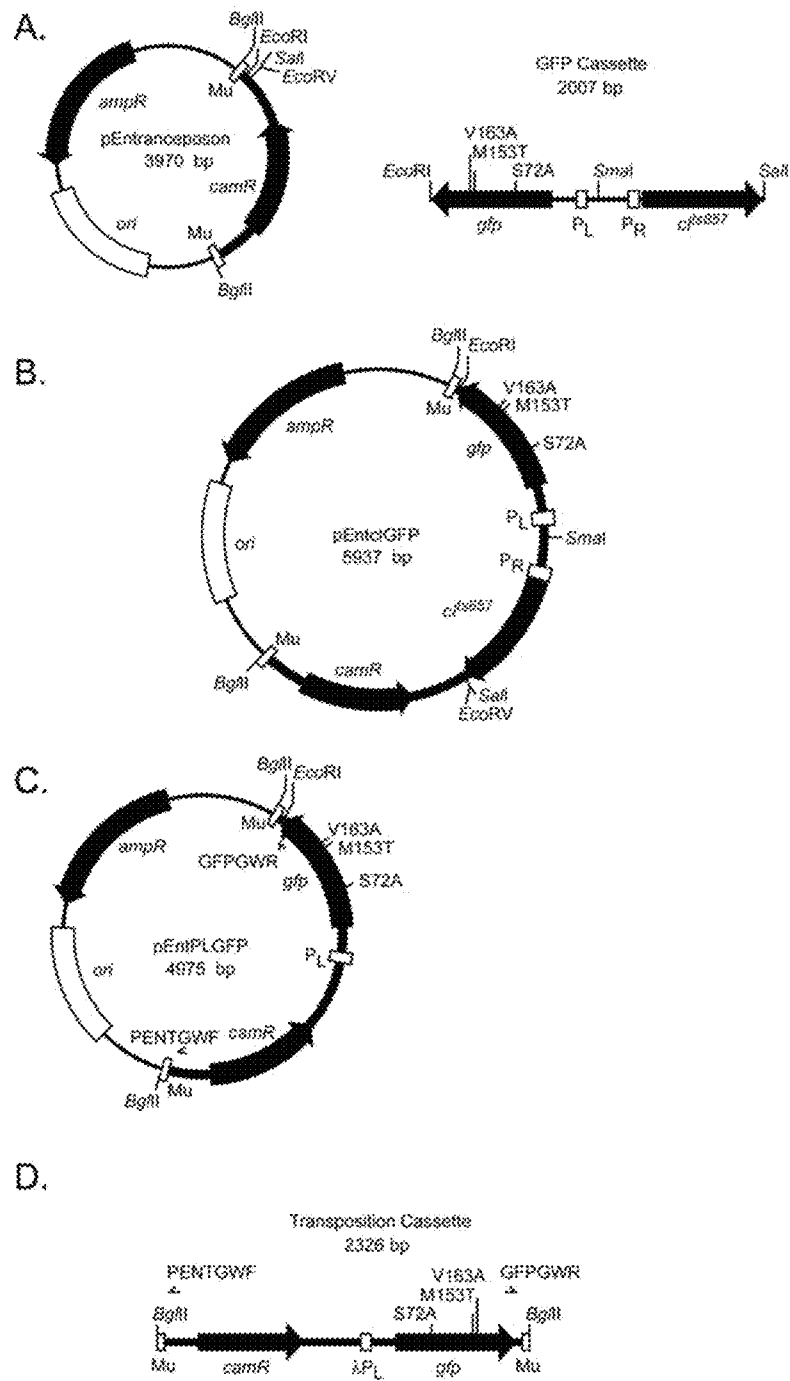 A.
BglII
EcoRI
SalI
EcoRV
Mu
ampR
pEntranosposon
3970 bp
camR
ori
Mu
BglII
GFP Cassette
2007 bp
V163A
M153T
EcoRI
S72A
SmaI
SalI
gfp
PL
PR
cIts857
B.
BglII
EcoRI
Mu
V163A
M153T
ampR
gfp
S72A
PL
pEntcIGFP
5937 bp
SmaI
ori
PR
cIts857
Mu
BglII
camR
SalI
EcoRV
C.
BglII
EcoRI
Mu
V163A
M153T
ampR
GFPGWR
gfp
S72A
pEntPLGFP
4975 bp
PL
ori
PENTGWF
camR
Mu
BglII
D.
Transposition Cassette
2326 bp
PENTGWF
V163A
GFPGWR
M153T
BglII
S72A
BglII
Mu
camR
λPL
gfp
Mu